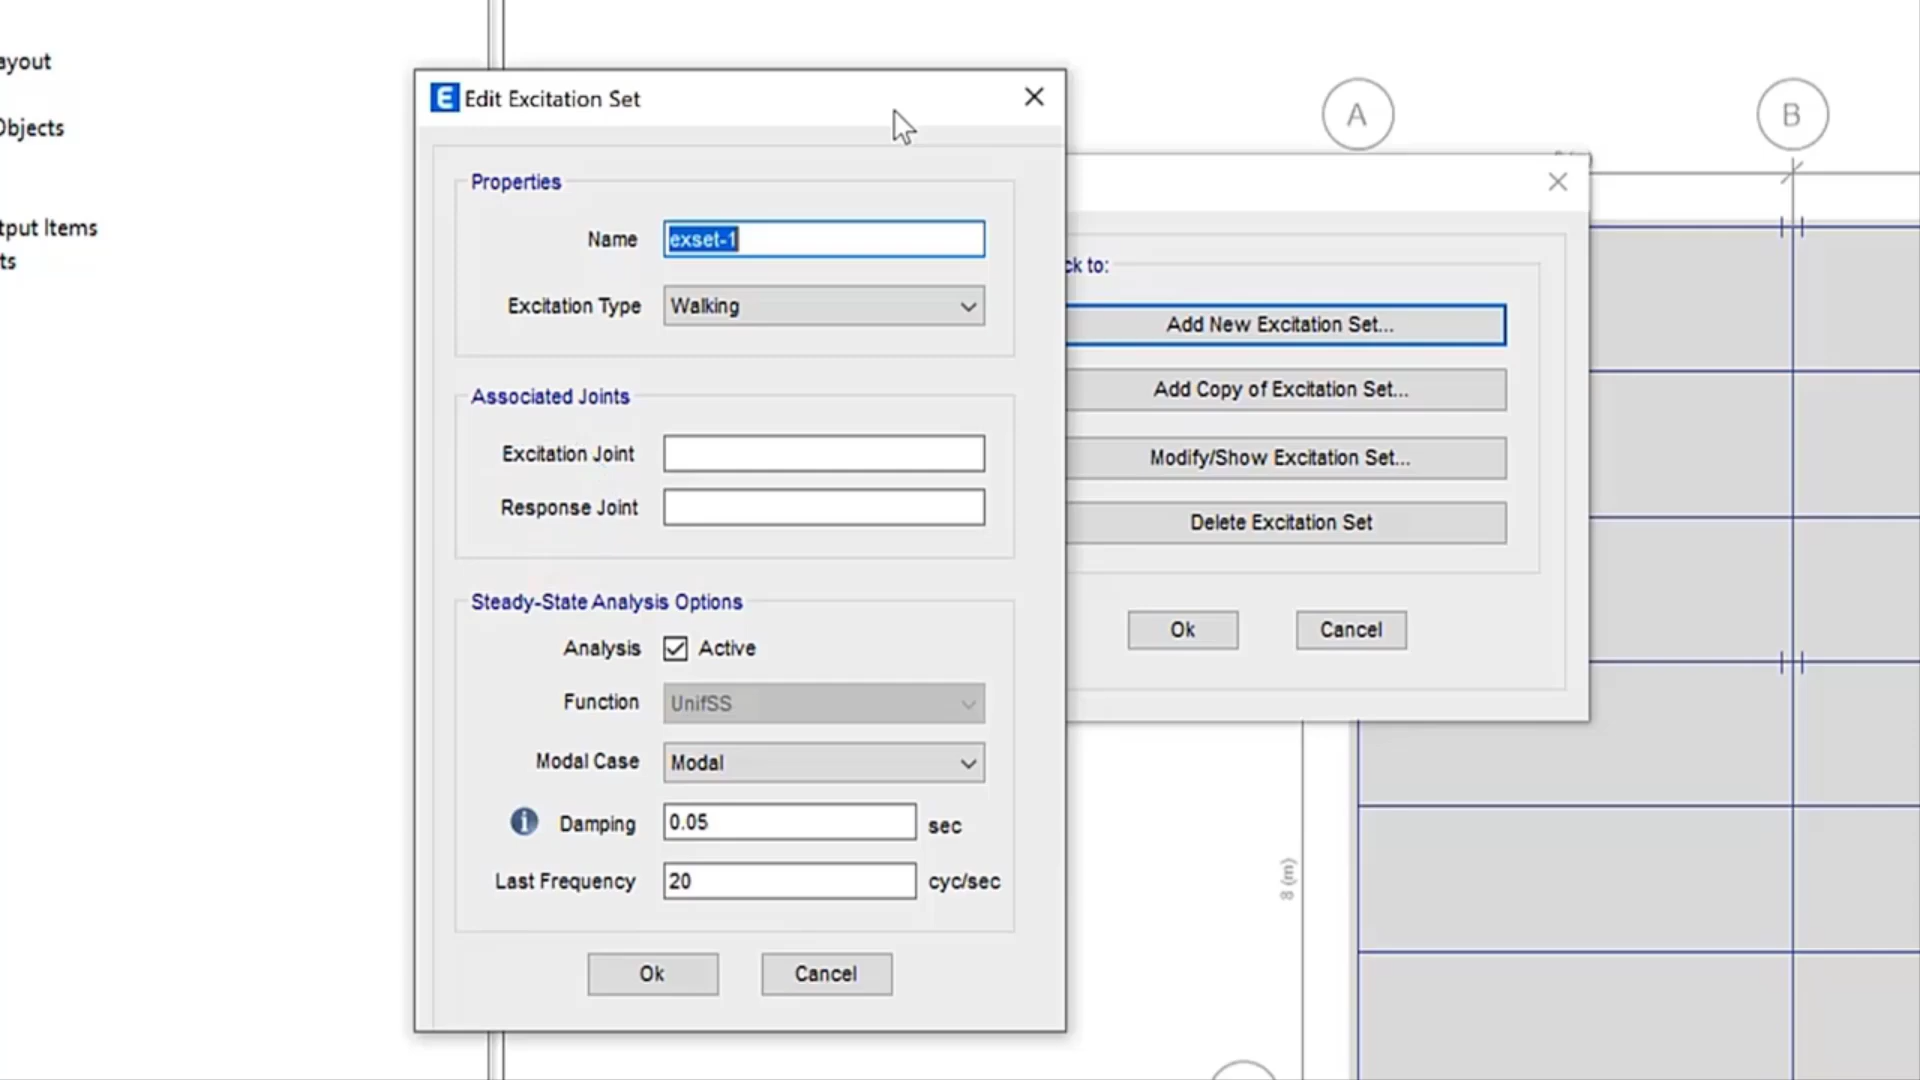 ayout
Objects
tput Items
ts
E Edit Excitation Set
Properties
Name exset-1
Excitation Type Walking
Associated Joints
Excitation Joint
Response Joint
Steady-State Analysis Options
Analysis Active
Function UnifSS
Modal Case Modal
i Damping 0.05 sec
Last Frequency 20 cyc/sec
Ok Cancel
ck to:
Add New Excitation Set...
Add Copy of Excitation Set...
Modify/Show Excitation Set...
Delete Excitation Set
Ok Cancel
A
B
8 (m)